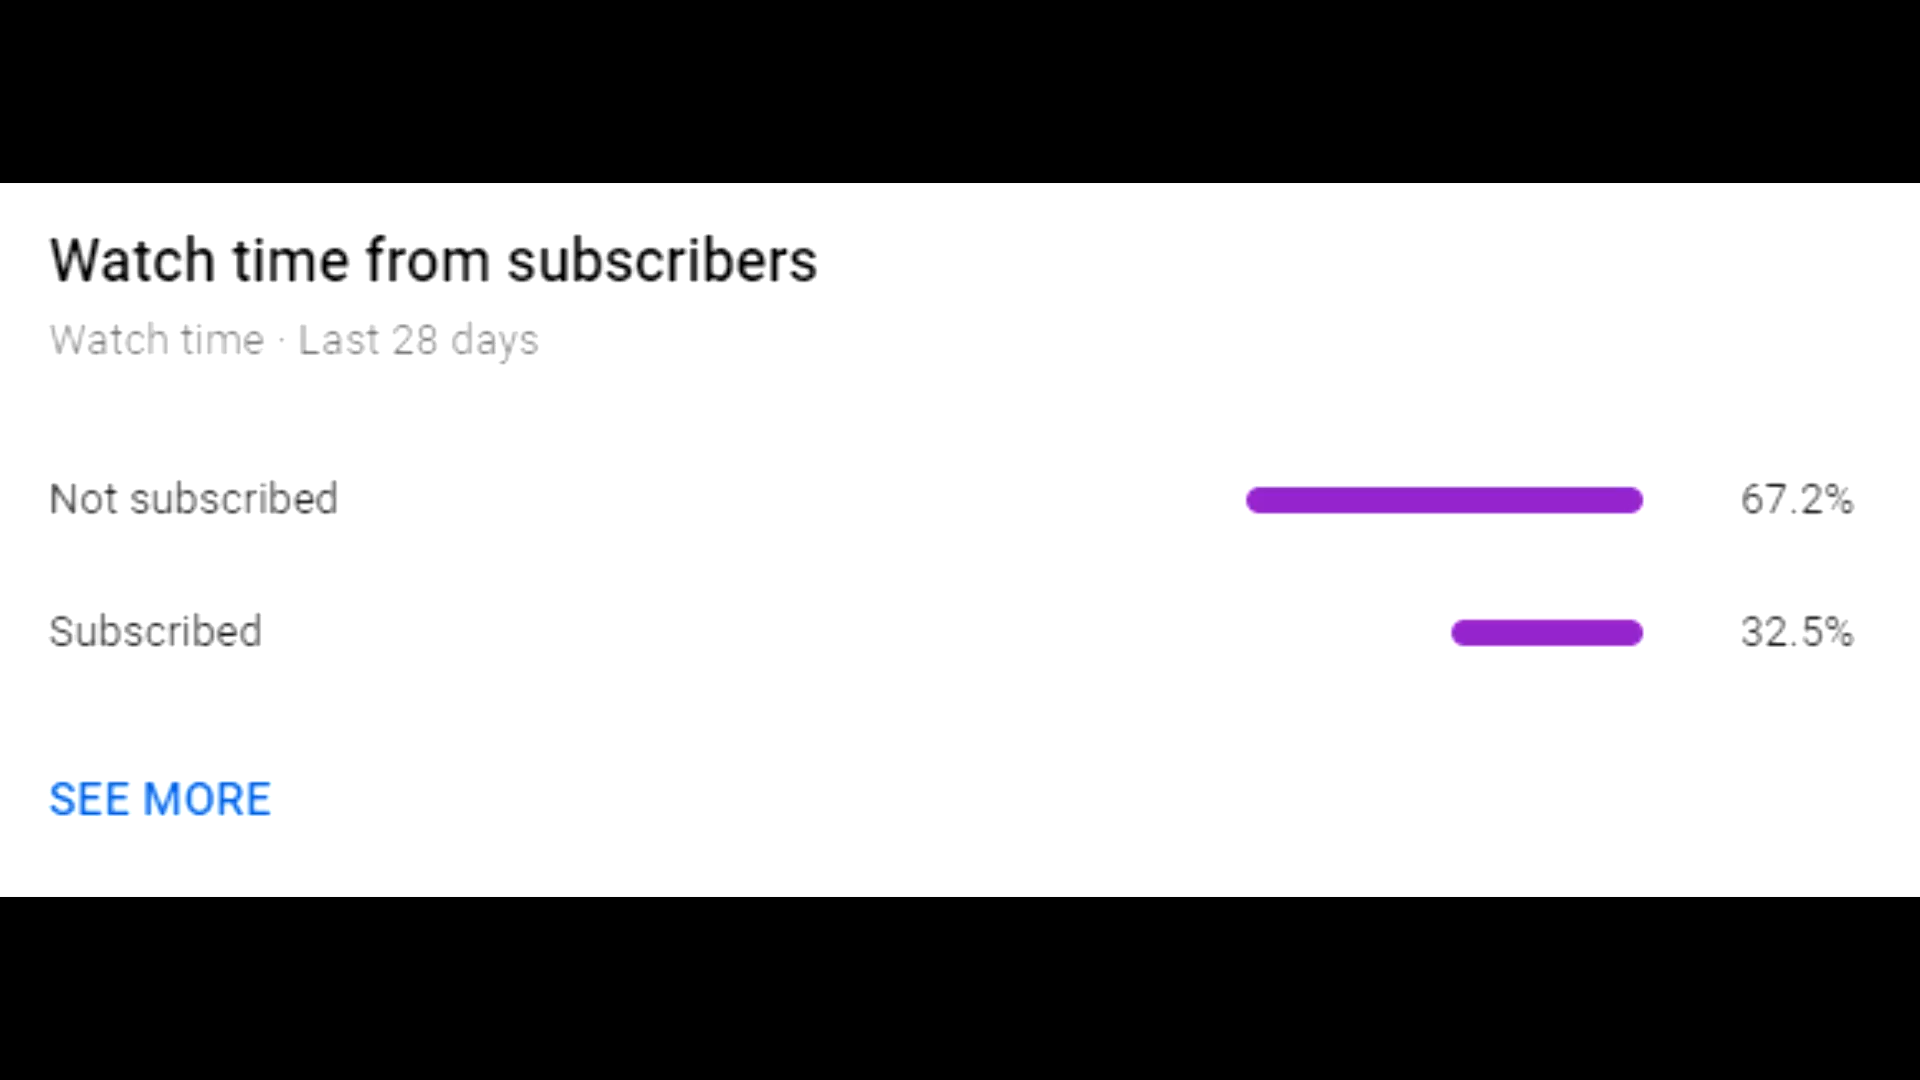 Watch time from subscribers
Watch time · Last 28 days
Not subscribed 67.2%
Subscribed 32.5%
SEE MORE